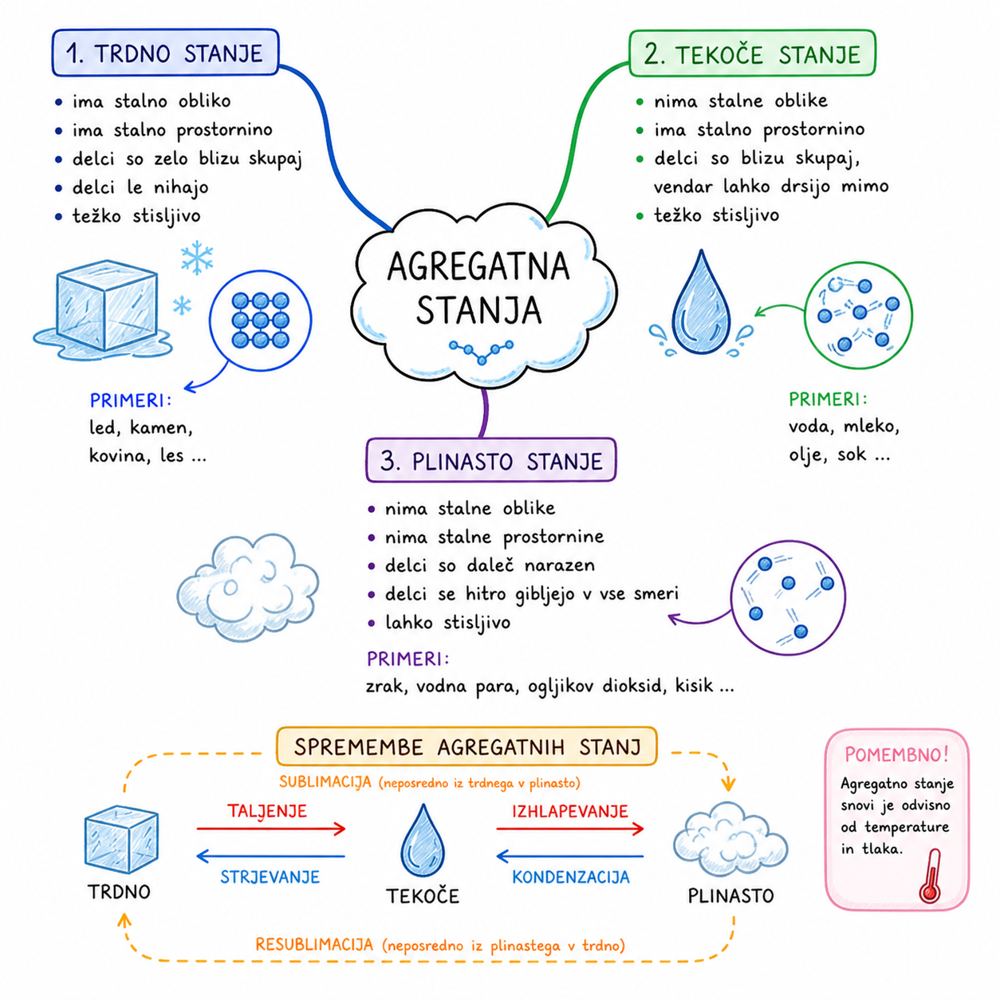 1. TRDNO STANJE
• ima stalno obliko
• ima stalno prostornino
• delci so zelo blizu skupaj
• delci le nihajo
• težko stisljivo
PRIMERI:
led, kamen,
kovina, les ...
2. TEKOČE STANJE
• nima stalne oblike
• ima stalno prostornino
• delci so blizu skupaj,
vendar lahko drsijo mimo
• težko stisljivo
PRIMERI:
voda, mleko,
olje, sok ...
AGREGATNA
STANJA
3. PLINASTO STANJE
• nima stalne oblike
• nima stalne prostornine
• delci so daleč narazen
• delci se hitro gibljejo v vse smeri
• lahko stisljivo
PRIMERI:
zrak, vodna para, ogljikov dioksid, kisik ...
SPREMEMBE AGREGATNIH STANJ
SUBLIMACIJA (neposredno iz trdnega v plinasto)
TALJENJE
IZHLAPEVANJE
STRJEVANJE
KONDENZACIJA
TRDNO
TEKOČE
PLINASTO
RESUBLIMACIJA (neposredno iz plinastega v trdno)
POMEMBNO!
Agregatno stanje
snovi je odvisno
od temperature
in tlaka.